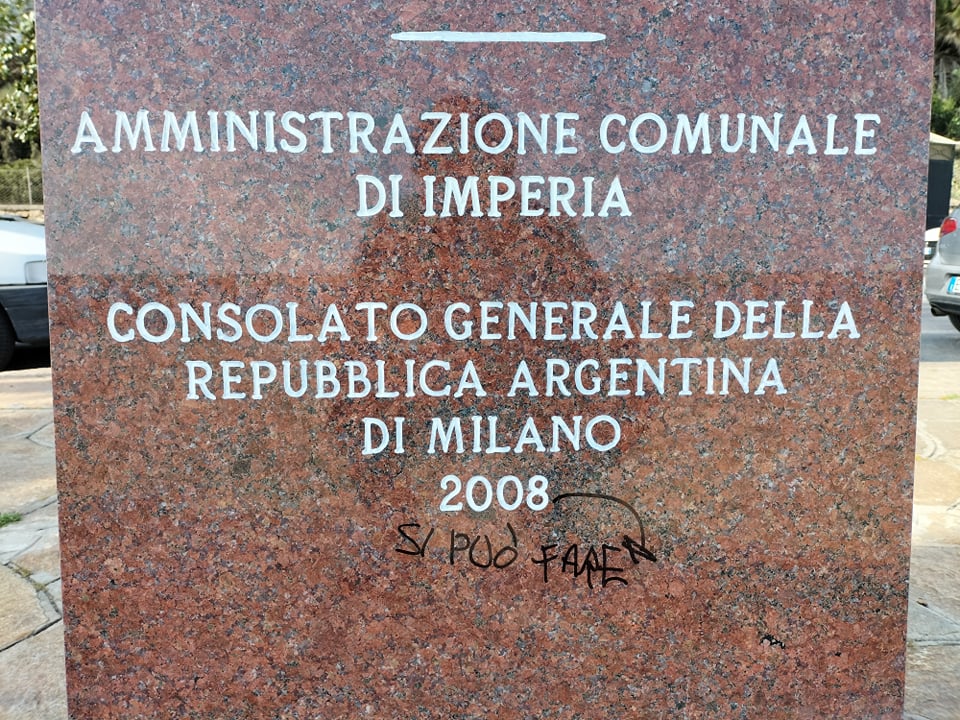 AMMINISTRAZIONE COMUNALE
DI IMPERIA
CONSOLATO GENERALE DELLA
REPUBBLICA ARGENTINA
DI MILANO
2008
SI PUÒ FARE